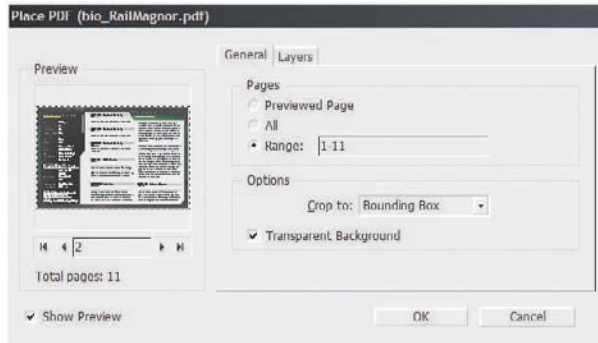 Place PDF (bio_RailMagnor.pdf)
General Layers
Preview
Pages
Previewed Page
All
Range: 1-11
Options
Crop to: Bounding Box
Transparent Background
2
Total pages: 11
Show Preview
OK Cancel